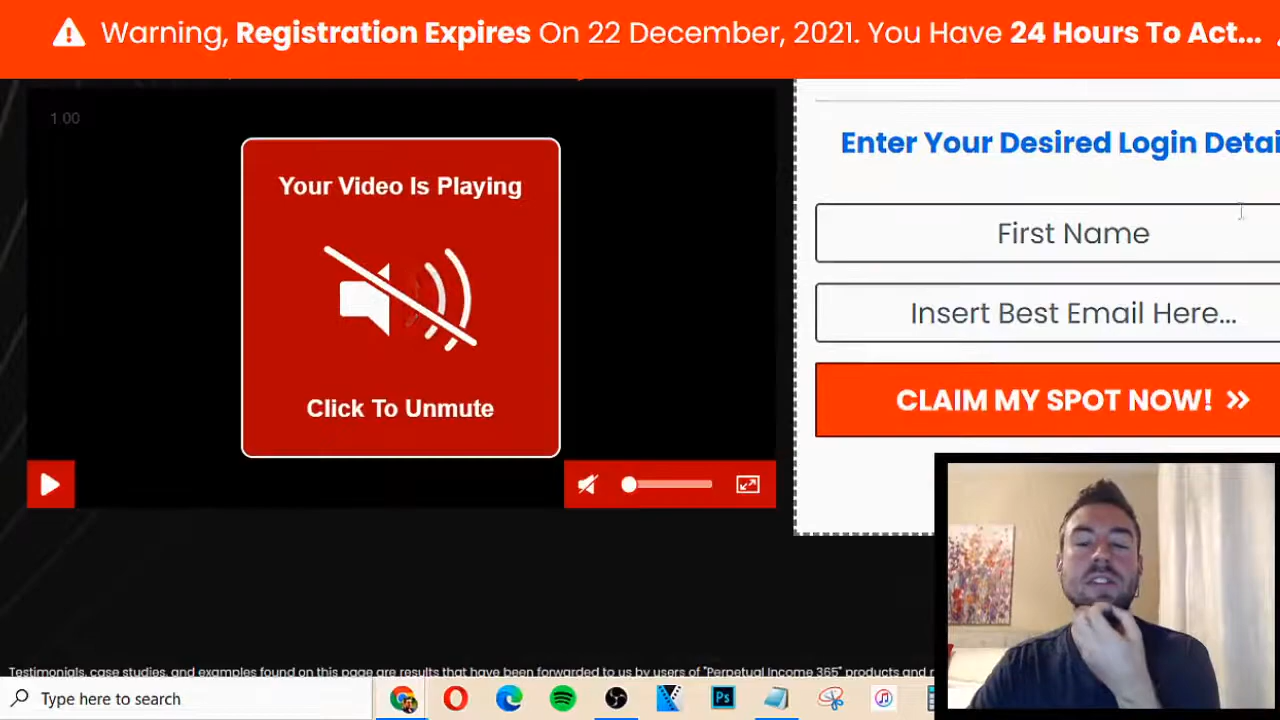 Warning, Registration Expires On 22 December, 2021. You Have 24 Hours To Act...
1 00
Your Video Is Playing
Click To Unmute
Enter Your Desired Login Detai
First Name
Insert Best Email Here...
CLAIM MY SPOT NOW! »
Testimonials, case studies, and examples found on this page are results that have been forwarded to us by users of "Perpetual Income 365" products and
Type here to search
Ps